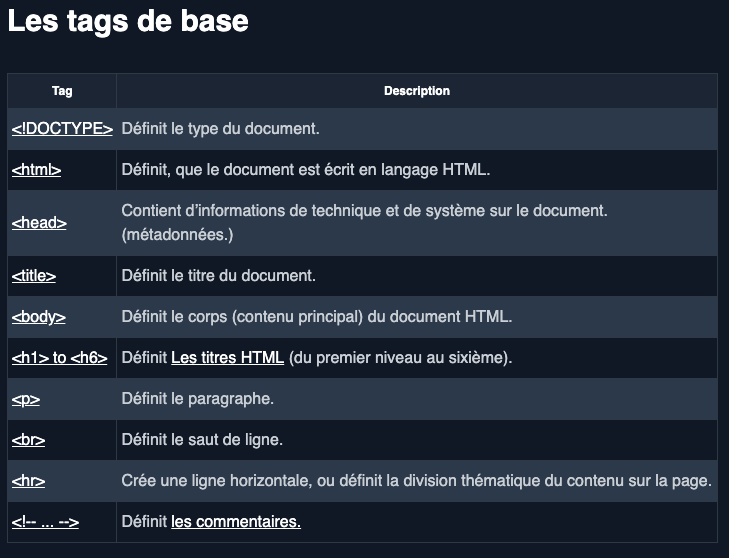 Les tags de base
Tag Description
<!DOCTYPE> Définit le type du document.
<html> Définit, que le document est écrit en langage HTML.
<head> Contient d’informations de technique et de système sur le document.
(métadonnées.)
<title> Définit le titre du document.
<body> Définit le corps (contenu principal) du document HTML.
<h1> to <h6> Définit Les titres HTML (du premier niveau au sixième).
<p> Définit le paragraphe.
<br> Définit le saut de ligne.
<hr> Crée une ligne horizontale, ou définit la division thématique du contenu sur la page.
<!-- ... --> Définit les commentaires.